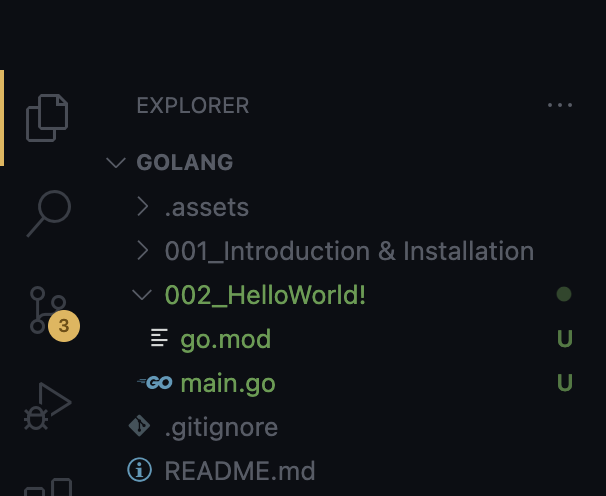 EXPLORER ...
GOLANG
.assets
001_Introduction & Installation
002_HelloWorld!
go.mod U
GO main.go U
3
.gitignore
README.md